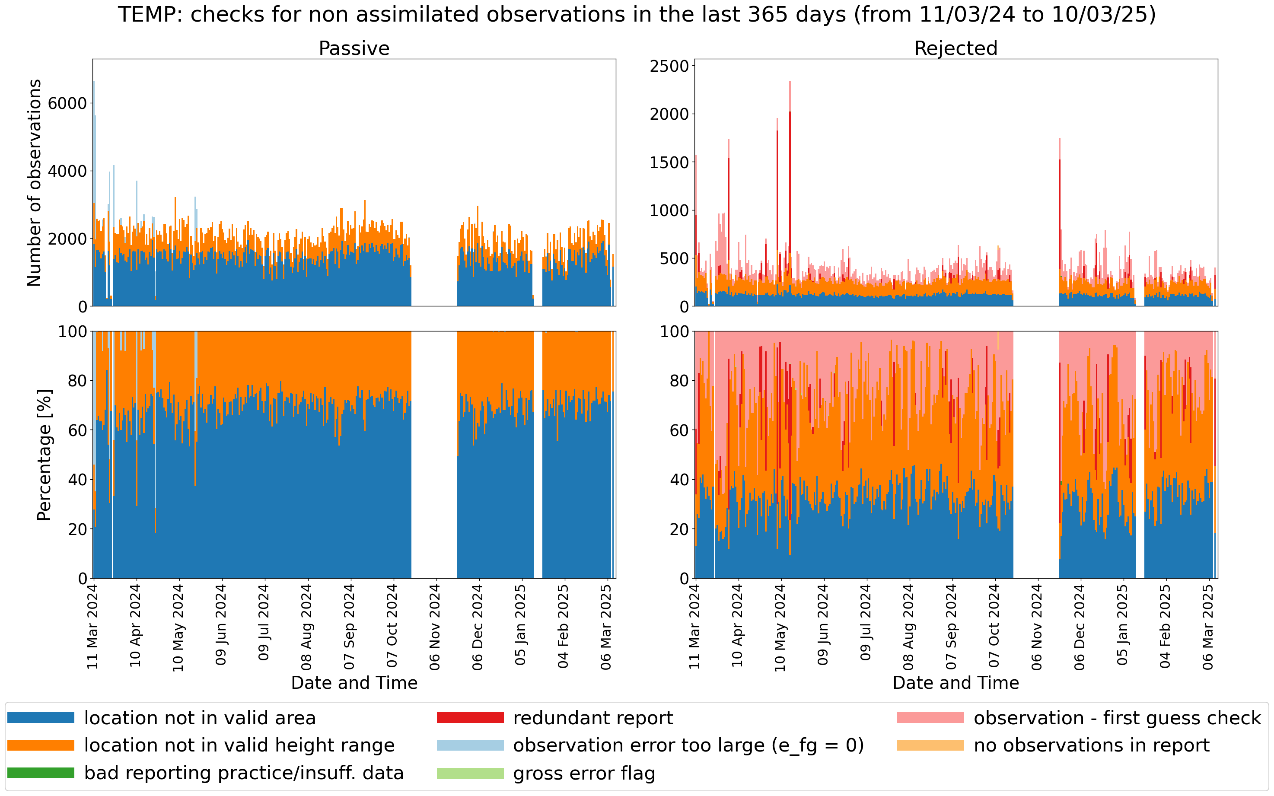 TEMP: checks for non assimilated observations in the last 365 days (from 11/03/24 to 10/03/25)
Passive
Rejected
Number of observations
6000
4000
2000
0
2500
2000
1500
1000
500
0
Percentage [%]
100
80
60
40
20
0
100
80
60
40
20
0
11 Mar 2024
10 Apr 2024
10 May 2024
09 Jun 2024
09 Jul 2024
08 Aug 2024
07 Sep 2024
07 Oct 2024
06 Nov 2024
06 Dec 2024
05 Jan 2025
04 Feb 2025
06 Mar 2025
11 Mar 2024
10 Apr 2024
10 May 2024
09 Jun 2024
09 Jul 2024
08 Aug 2024
07 Sep 2024
07 Oct 2024
06 Nov 2024
06 Dec 2024
05 Jan 2025
04 Feb 2025
06 Mar 2025
Date and Time
Date and Time
location not in valid area
redundant report
observation - first guess check
location not in valid height range
observation error too large (e_fg = 0)
no observations in report
bad reporting practice/insuff. data
gross error flag